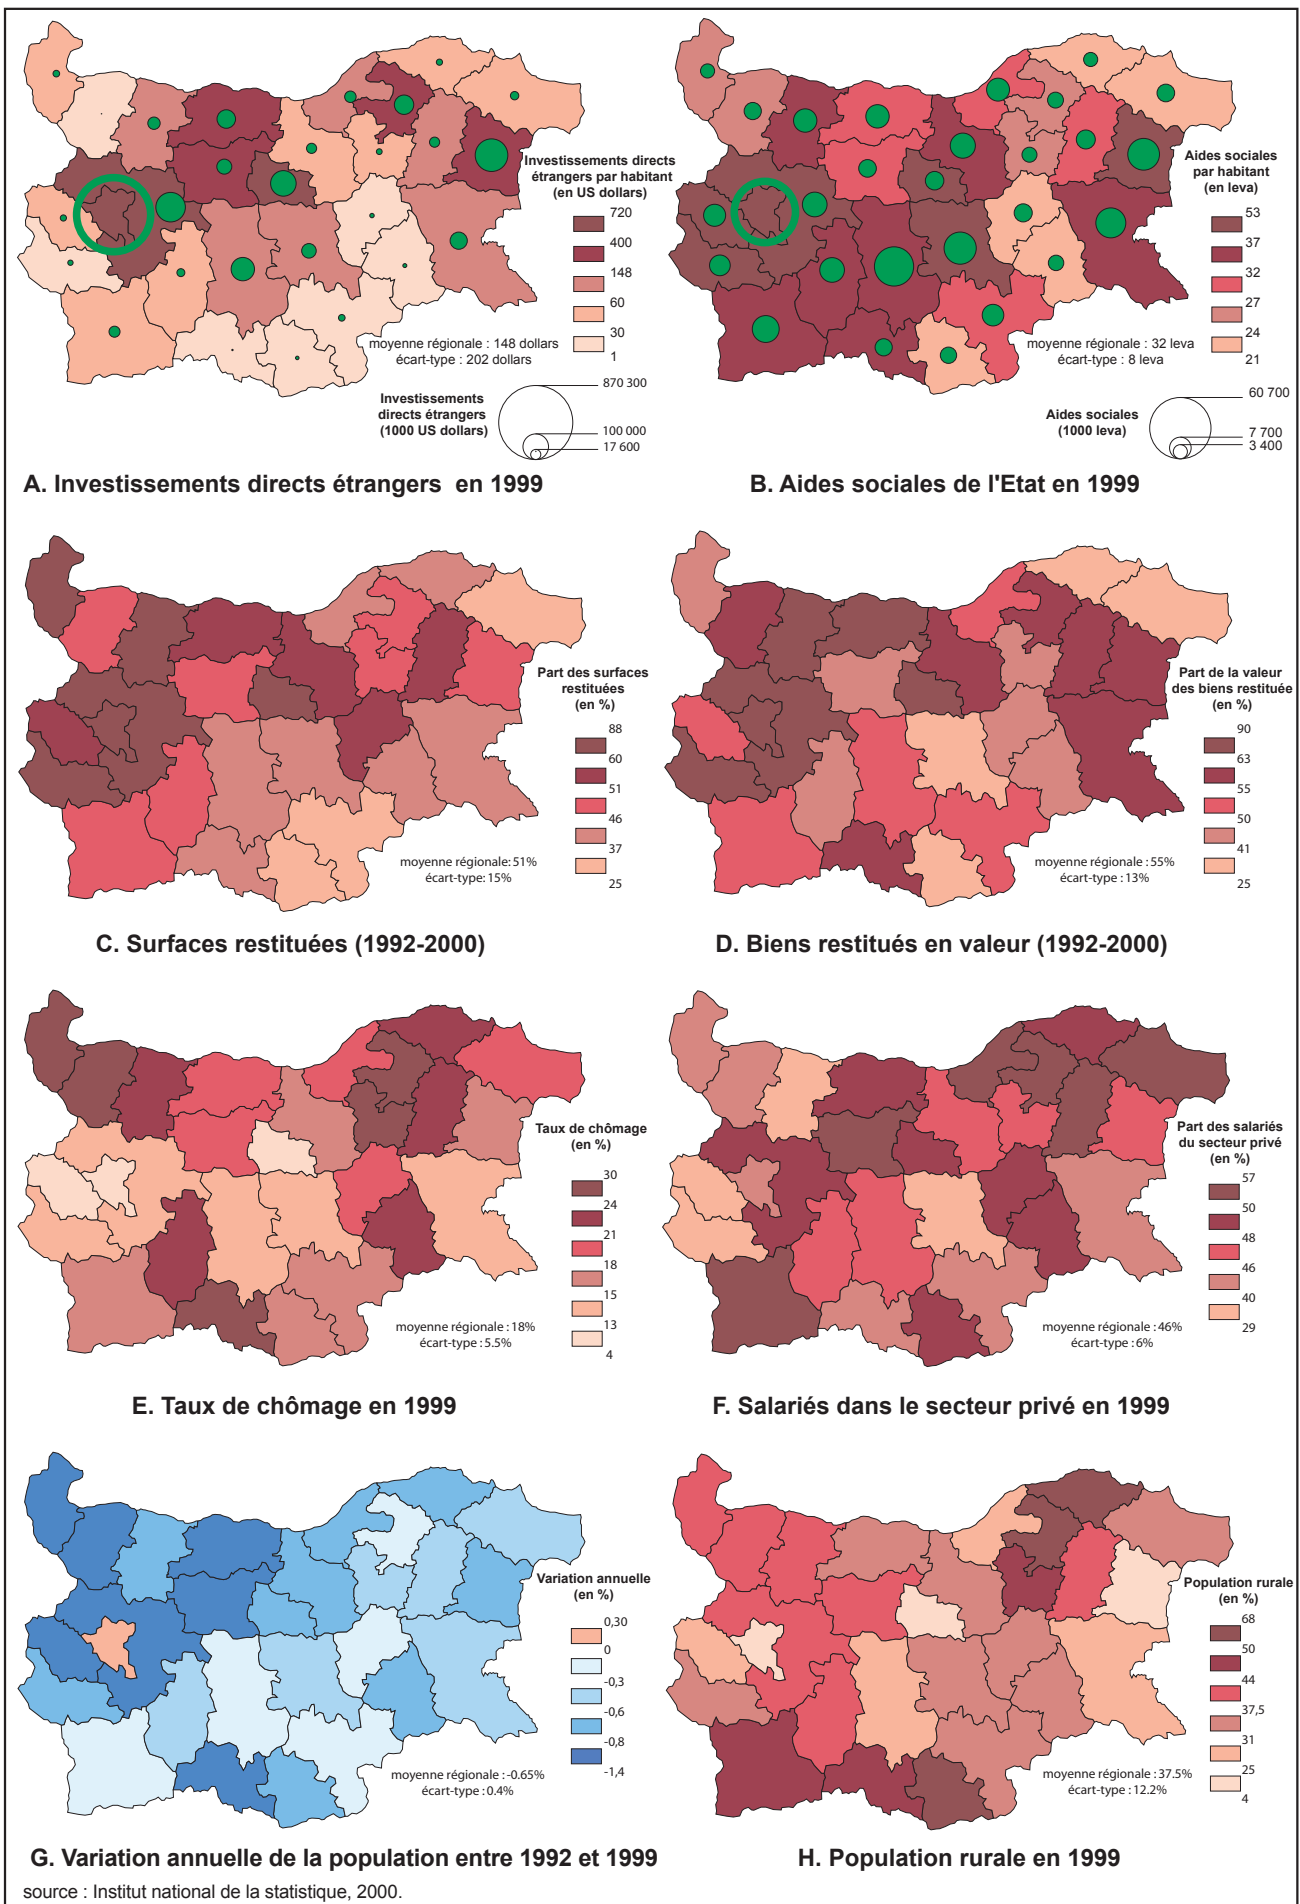 Investissements directs
étrangers par habitant
(en US dollars)
720
400
148
60
30
1
moyenne régionale : 148 dollars
écart-type : 202 dollars
Investissements
directs étrangers
(1000 US dollars)
870 300
100 000
17 600
A. Investissements directs étrangers en 1999
Aides sociales
par habitant
(en leva)
53
37
32
27
24
21
moyenne régionale : 32 leva
écart-type : 8 leva
Aides sociales
(1000 leva)
60 700
7 700
3 400
B. Aides sociales de l'Etat en 1999
Part des surfaces
restituées
(en %)
88
60
51
46
37
25
moyenne régionale: 51%
écart-type: 15%
C. Surfaces restituées (1992-2000)
Part de la valeur
des biens restituée
(en %)
90
63
55
50
41
25
moyenne régionale : 55%
écart-type : 13%
D. Biens restitués en valeur (1992-2000)
Taux de chômage
(en %)
30
24
21
18
15
13
4
moyenne régionale : 18%
écart-type : 5.5%
E. Taux de chômage en 1999
Part des salariés
du secteur privé
(en %)
57
50
48
46
40
29
moyenne régionale : 46%
écart-type : 6%
F. Salariés dans le secteur privé en 1999
Variation annuelle
(en %)
0,30
0
-0,3
-0,6
-0,8
-1,4
moyenne régionale : -0.65%
écart-type : 0.4%
G. Variation annuelle de la population entre 1992 et 1999
Population rurale
(en %)
68
50
44
37,5
31
25
4
moyenne régionale : 37.5%
écart-type : 12.2%
H. Population rurale en 1999
source : Institut national de la statistique, 2000.